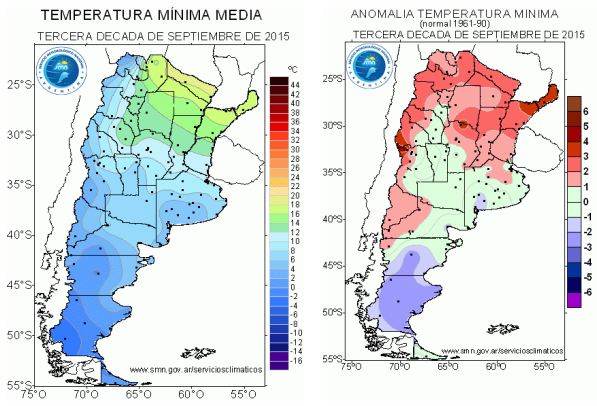 TEMPERATURA MÍNIMA MEDIA
TERCERA DECADA DE SEPTIEMBRE DE 2015
ºC
44
42
40
38
36
34
32
30
28
26
24
22
20
18
16
14
12
10
8
6
4
2
0
-2
-4
-6
-8
-10
-12
-14
-16
25°S
30°S
35°S
40°S
45°S
50°S
55°S
75°W
70°W
65°W
60°W
55°W
www.smn.gov.ar/serviciosclimaticos
ANOMALIA TEMPERATURA MINIMA
(normal 1961-90)
TERCERA DECADA DE SEPTIEMBRE DE 2015
6
5
4
3
2
1
0
-1
-2
-3
-4
-5
-6
25°S
30°S
35°S
40°S
45°S
50°S
55°S
75°W
70°W
65°W
60°W
55°W
www.smn.gov.ar/serviciosclimaticos